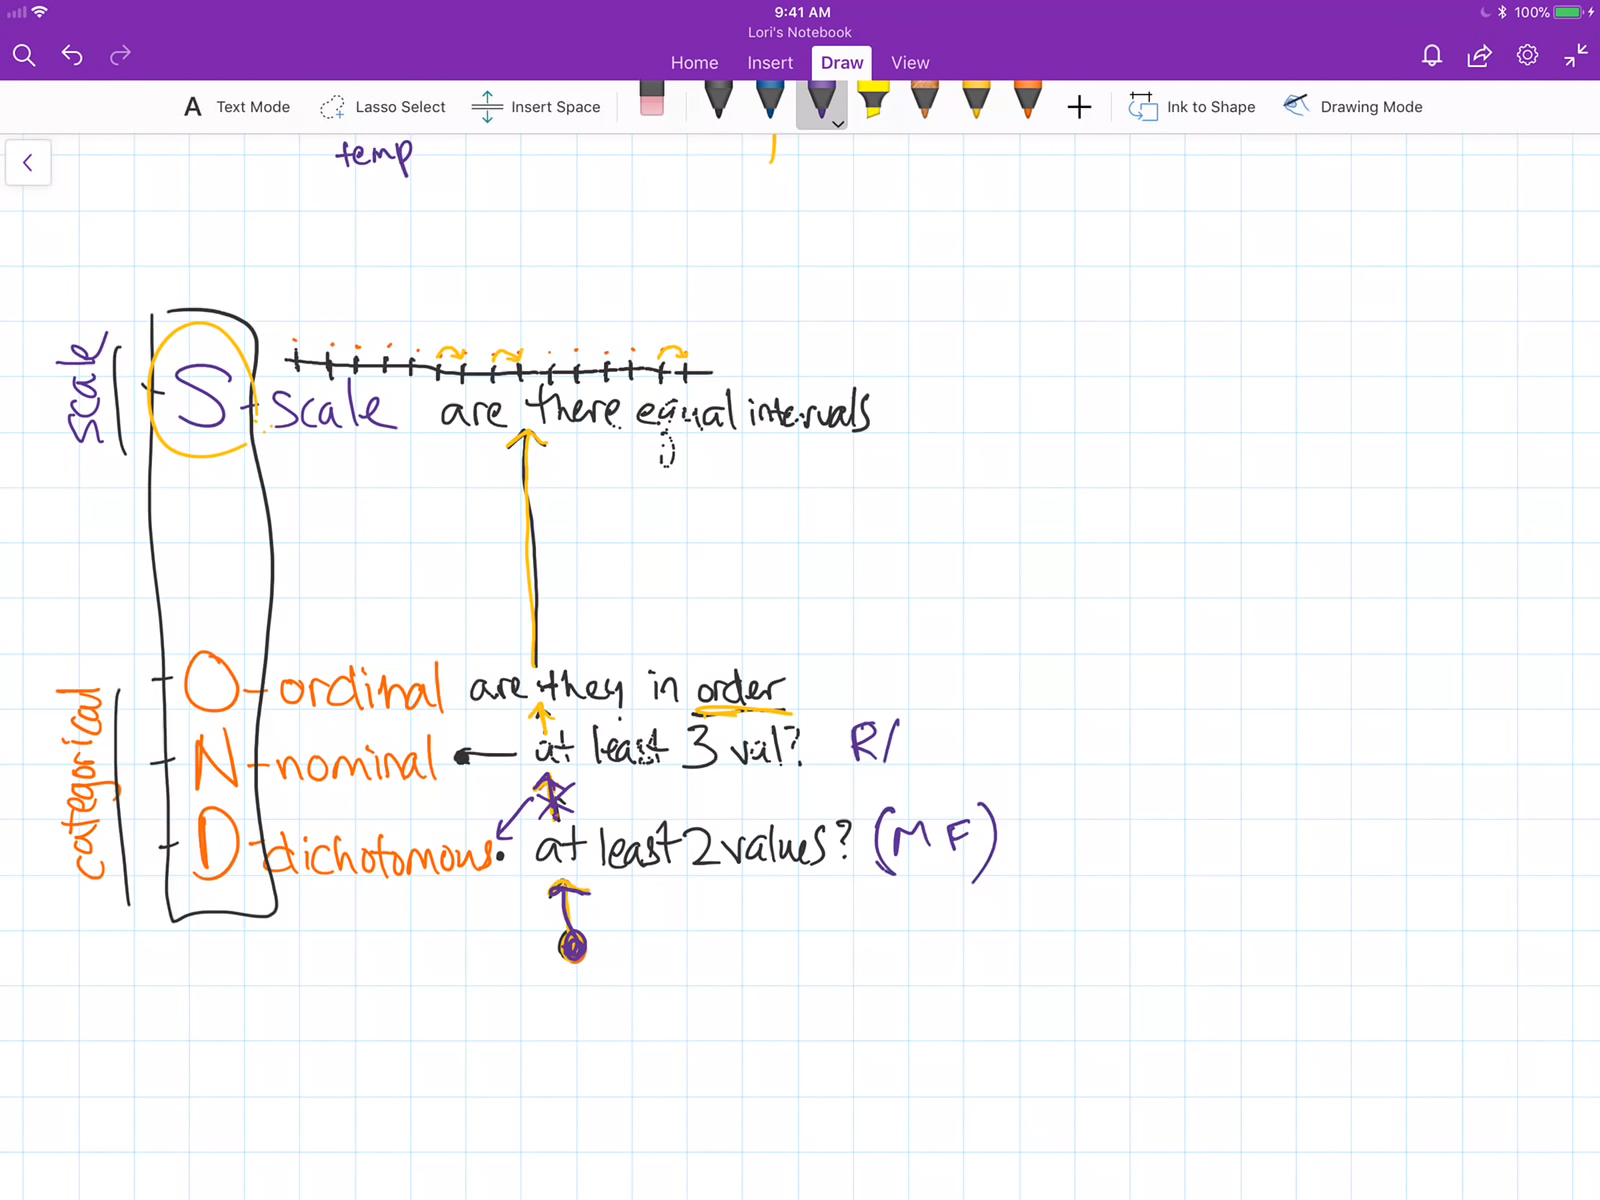 9:41 AM
100%
Lori's Notebook
Home Insert Draw View
A Text Mode Lasso Select Insert Space Ink to Shape Drawing Mode
temp
scale
S - scale are there equal intervals
:)
categorical
O - ordinal are they in order
N - nominal at least 3 val? R/
D - dichotomous. at least 2 values? (M F)